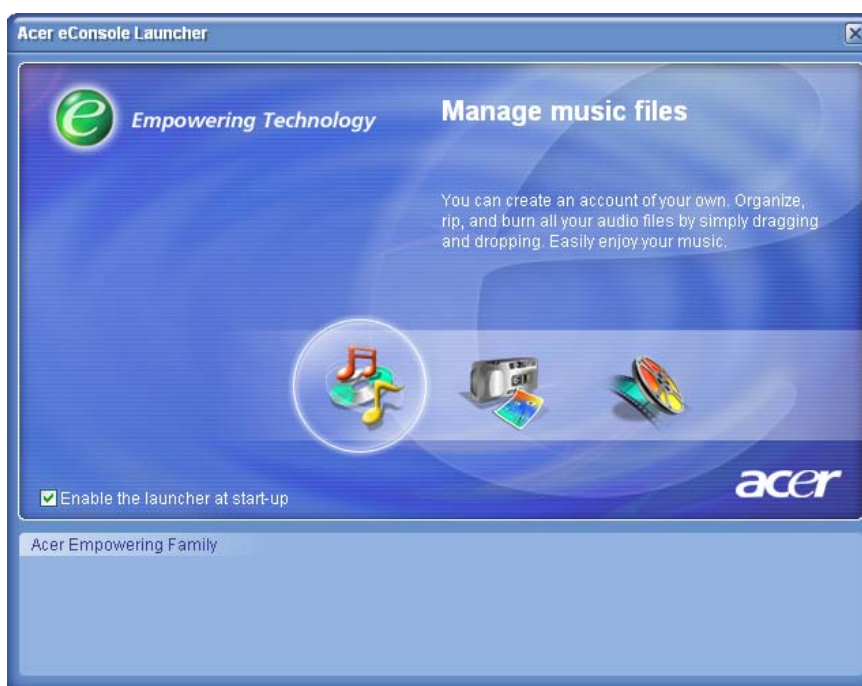 Acer eConsole Launcher
Empowering Technology
Manage music files
You can create an account of your own. Organize,
rip, and burn all your audio files by simply dragging
and dropping. Easily enjoy your music.
acer
Enable the launcher at start-up
Acer Empowering Family